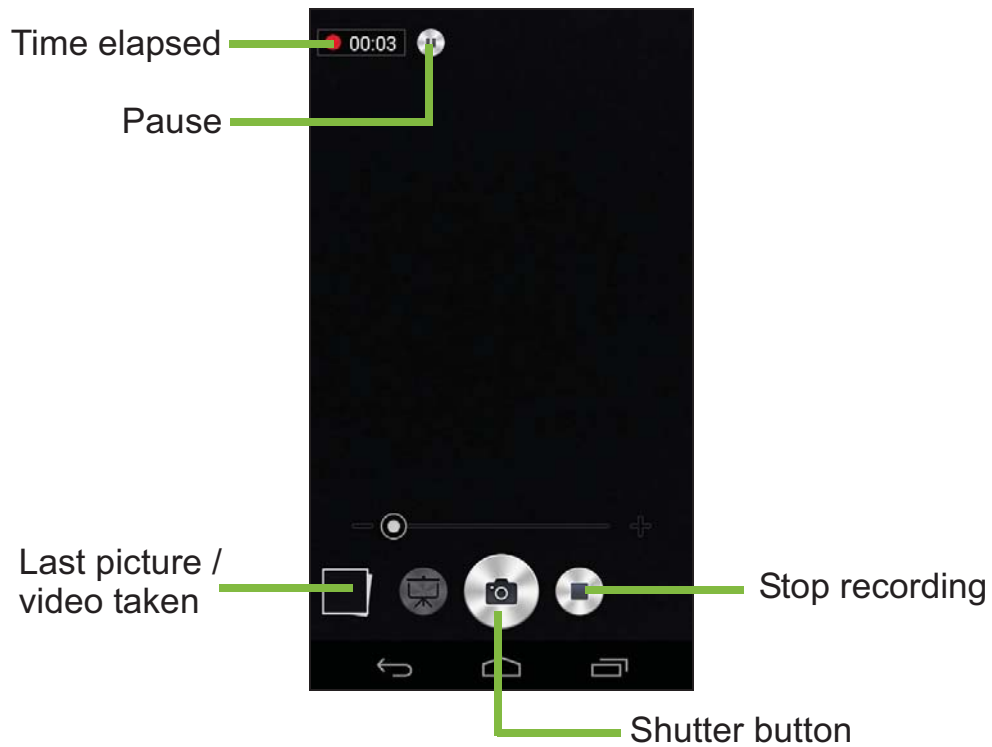 Time elapsed
00:03
Pause
Last picture /
video taken
Stop recording
Shutter button